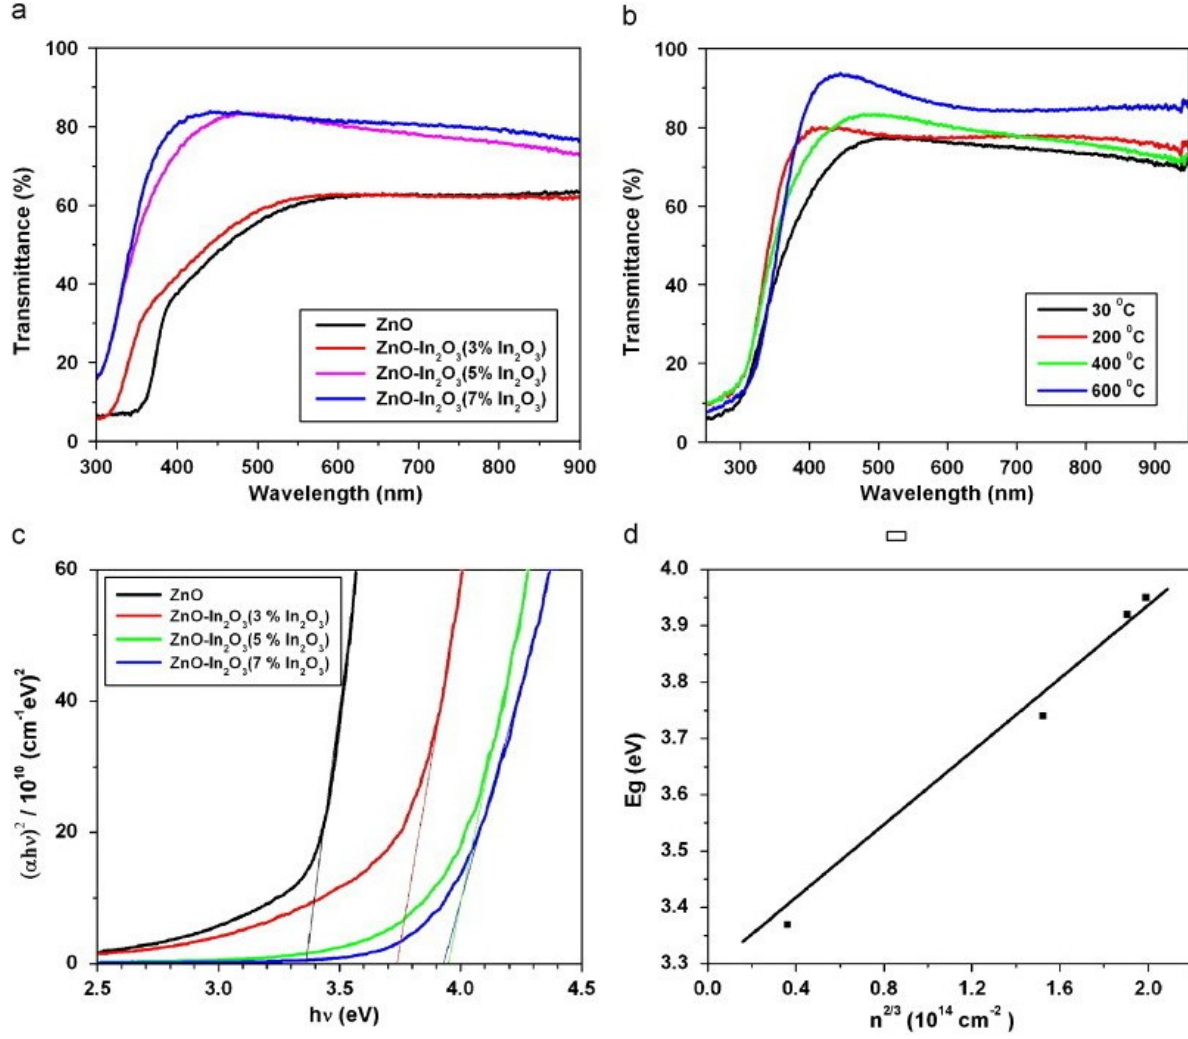 a
100
80
60
40
20
0
Transmittance (%)
300 400 500 600 700 800 900
Wavelength (nm)
ZnO
ZnO-In₂O₃(3% In₂O₃)
ZnO-In₂O₃(5% In₂O₃)
ZnO-In₂O₃(7% In₂O₃)
b
100
80
60
40
20
0
Transmittance (%)
300 400 500 600 700 800 900
Wavelength (nm)
30 ⁰C
200 ⁰C
400 ⁰C
600 ⁰C
c
60
40
20
0
(αhν)² / 10¹⁰ (cm⁻¹eV)²
2.5 3.0 3.5 4.0 4.5
hν (eV)
ZnO
ZnO-In₂O₃(3 % In₂O₃)
ZnO-In₂O₃(5 % In₂O₃)
ZnO-In₂O₃(7 % In₂O₃)
d
4.0
3.9
3.8
3.7
3.6
3.5
3.4
3.3
Eg (eV)
0.0 0.4 0.8 1.2 1.6 2.0
n²ᐟ³ (10¹⁴ cm⁻²)